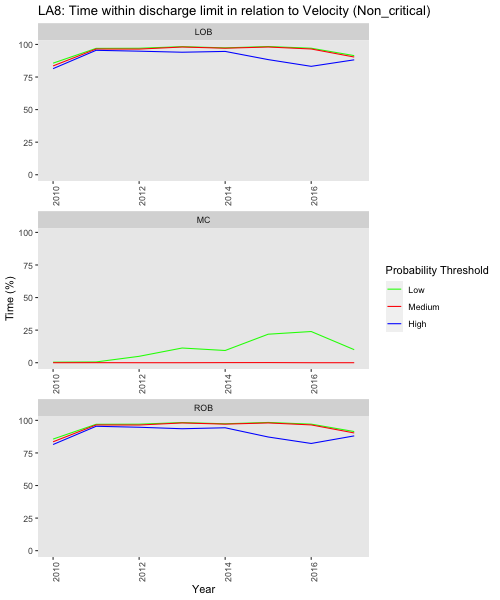 LA8: Time within discharge limit in relation to Velocity (Non_critical)
LOB
100
75
50
25
0
2010
2012
2014
2016
MC
100
75
50
25
0
2010
2012
2014
2016
ROB
100
75
50
25
0
2010
2012
2014
2016
Time (%)
Year
Probability Threshold
Low
Medium
High